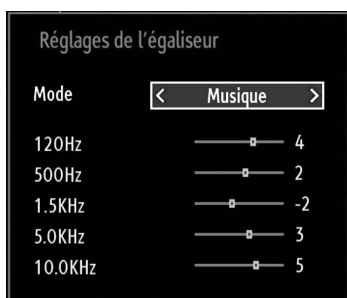 Réglages de l'égaliseur
Mode < Musique >
120Hz 4
500Hz 2
1.5KHz -2
5.0KHz 3
10.0KHz 5